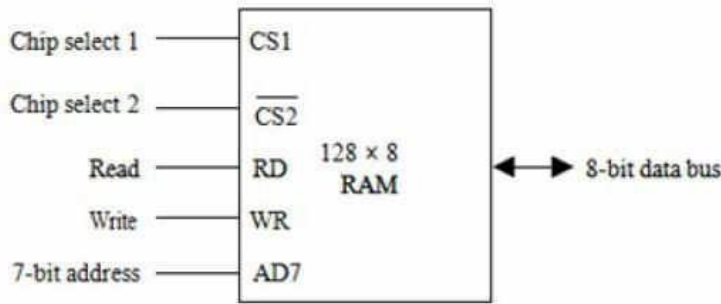 Chip select 1 CS1
Chip select 2 C̅S̅2̅
Read RD 128 × 8
RAM 8-bit data bus
Write WR
7-bit address AD7